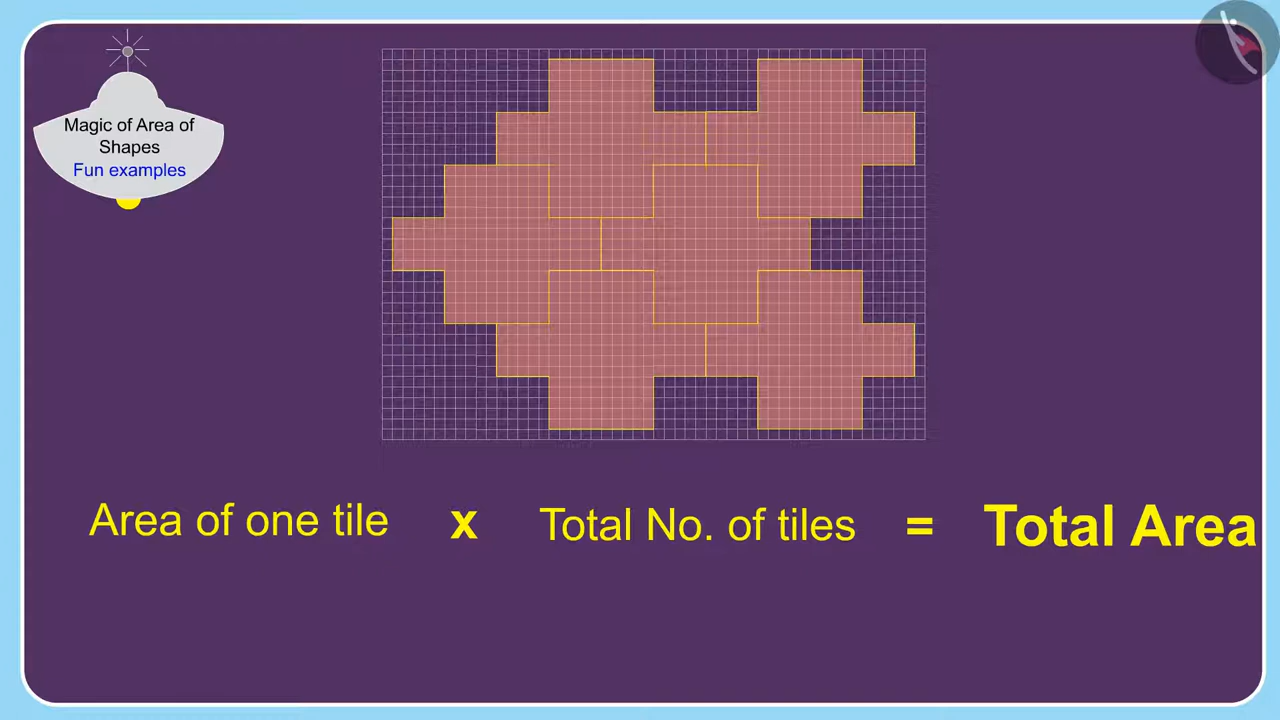 Magic of Area of
Shapes
Fun examples
Area of one tile x Total No. of tiles = Total Area